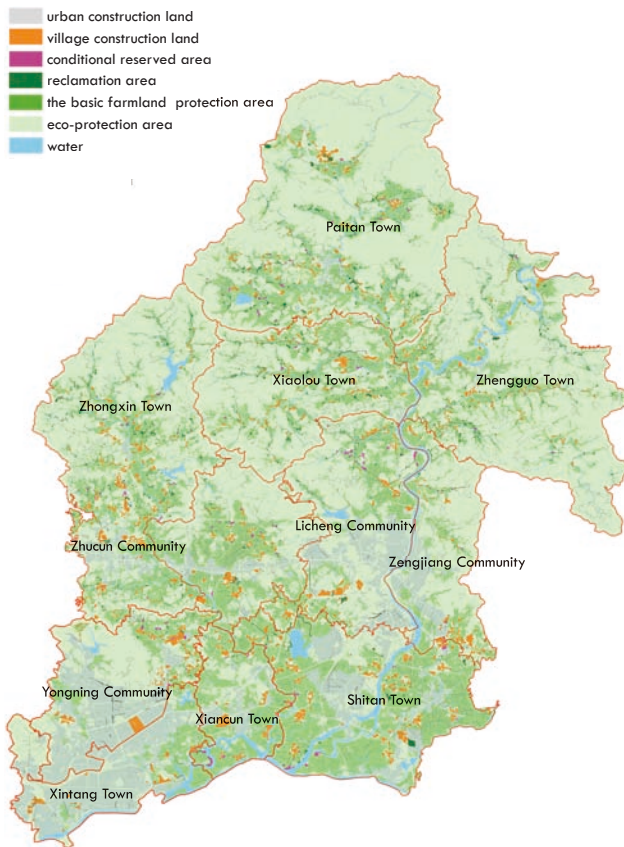 urban construction land
village construction land
conditional reserved area
reclamation area
the basic farmland protection area
eco-protection area
water
Paitan Town
Xiaolou Town
Zhengguo Town
Zhongxin Town
Licheng Community
Zhucun Community
Zengjiang Community
Yongning Community
Shitan Town
Xiancun Town
Xintang Town